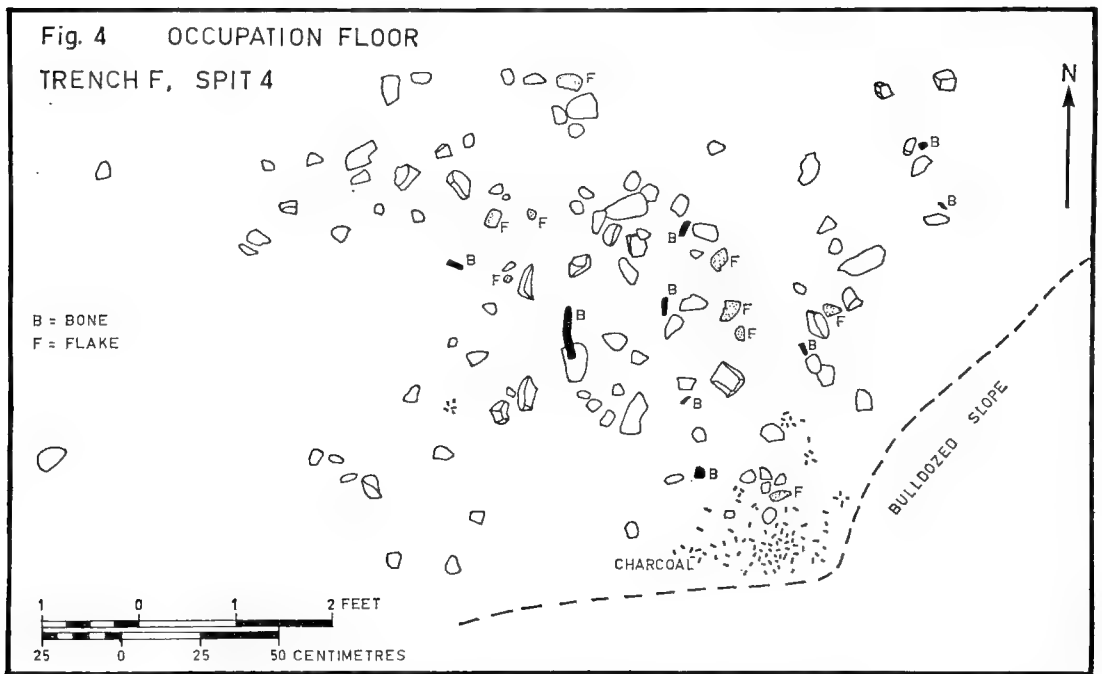 Fig. 4 OCCUPATION FLOOR
TRENCH F, SPIT 4
N
F
B
B
F
F
B
F
B
F
B
B
F
B = BONE
F = FLAKE
F
F
B
B
BULLDOZED SLOPE
B
F
CHARCOAL
1 0 1 2 FEET
25 0 25 50 CENTIMETRES